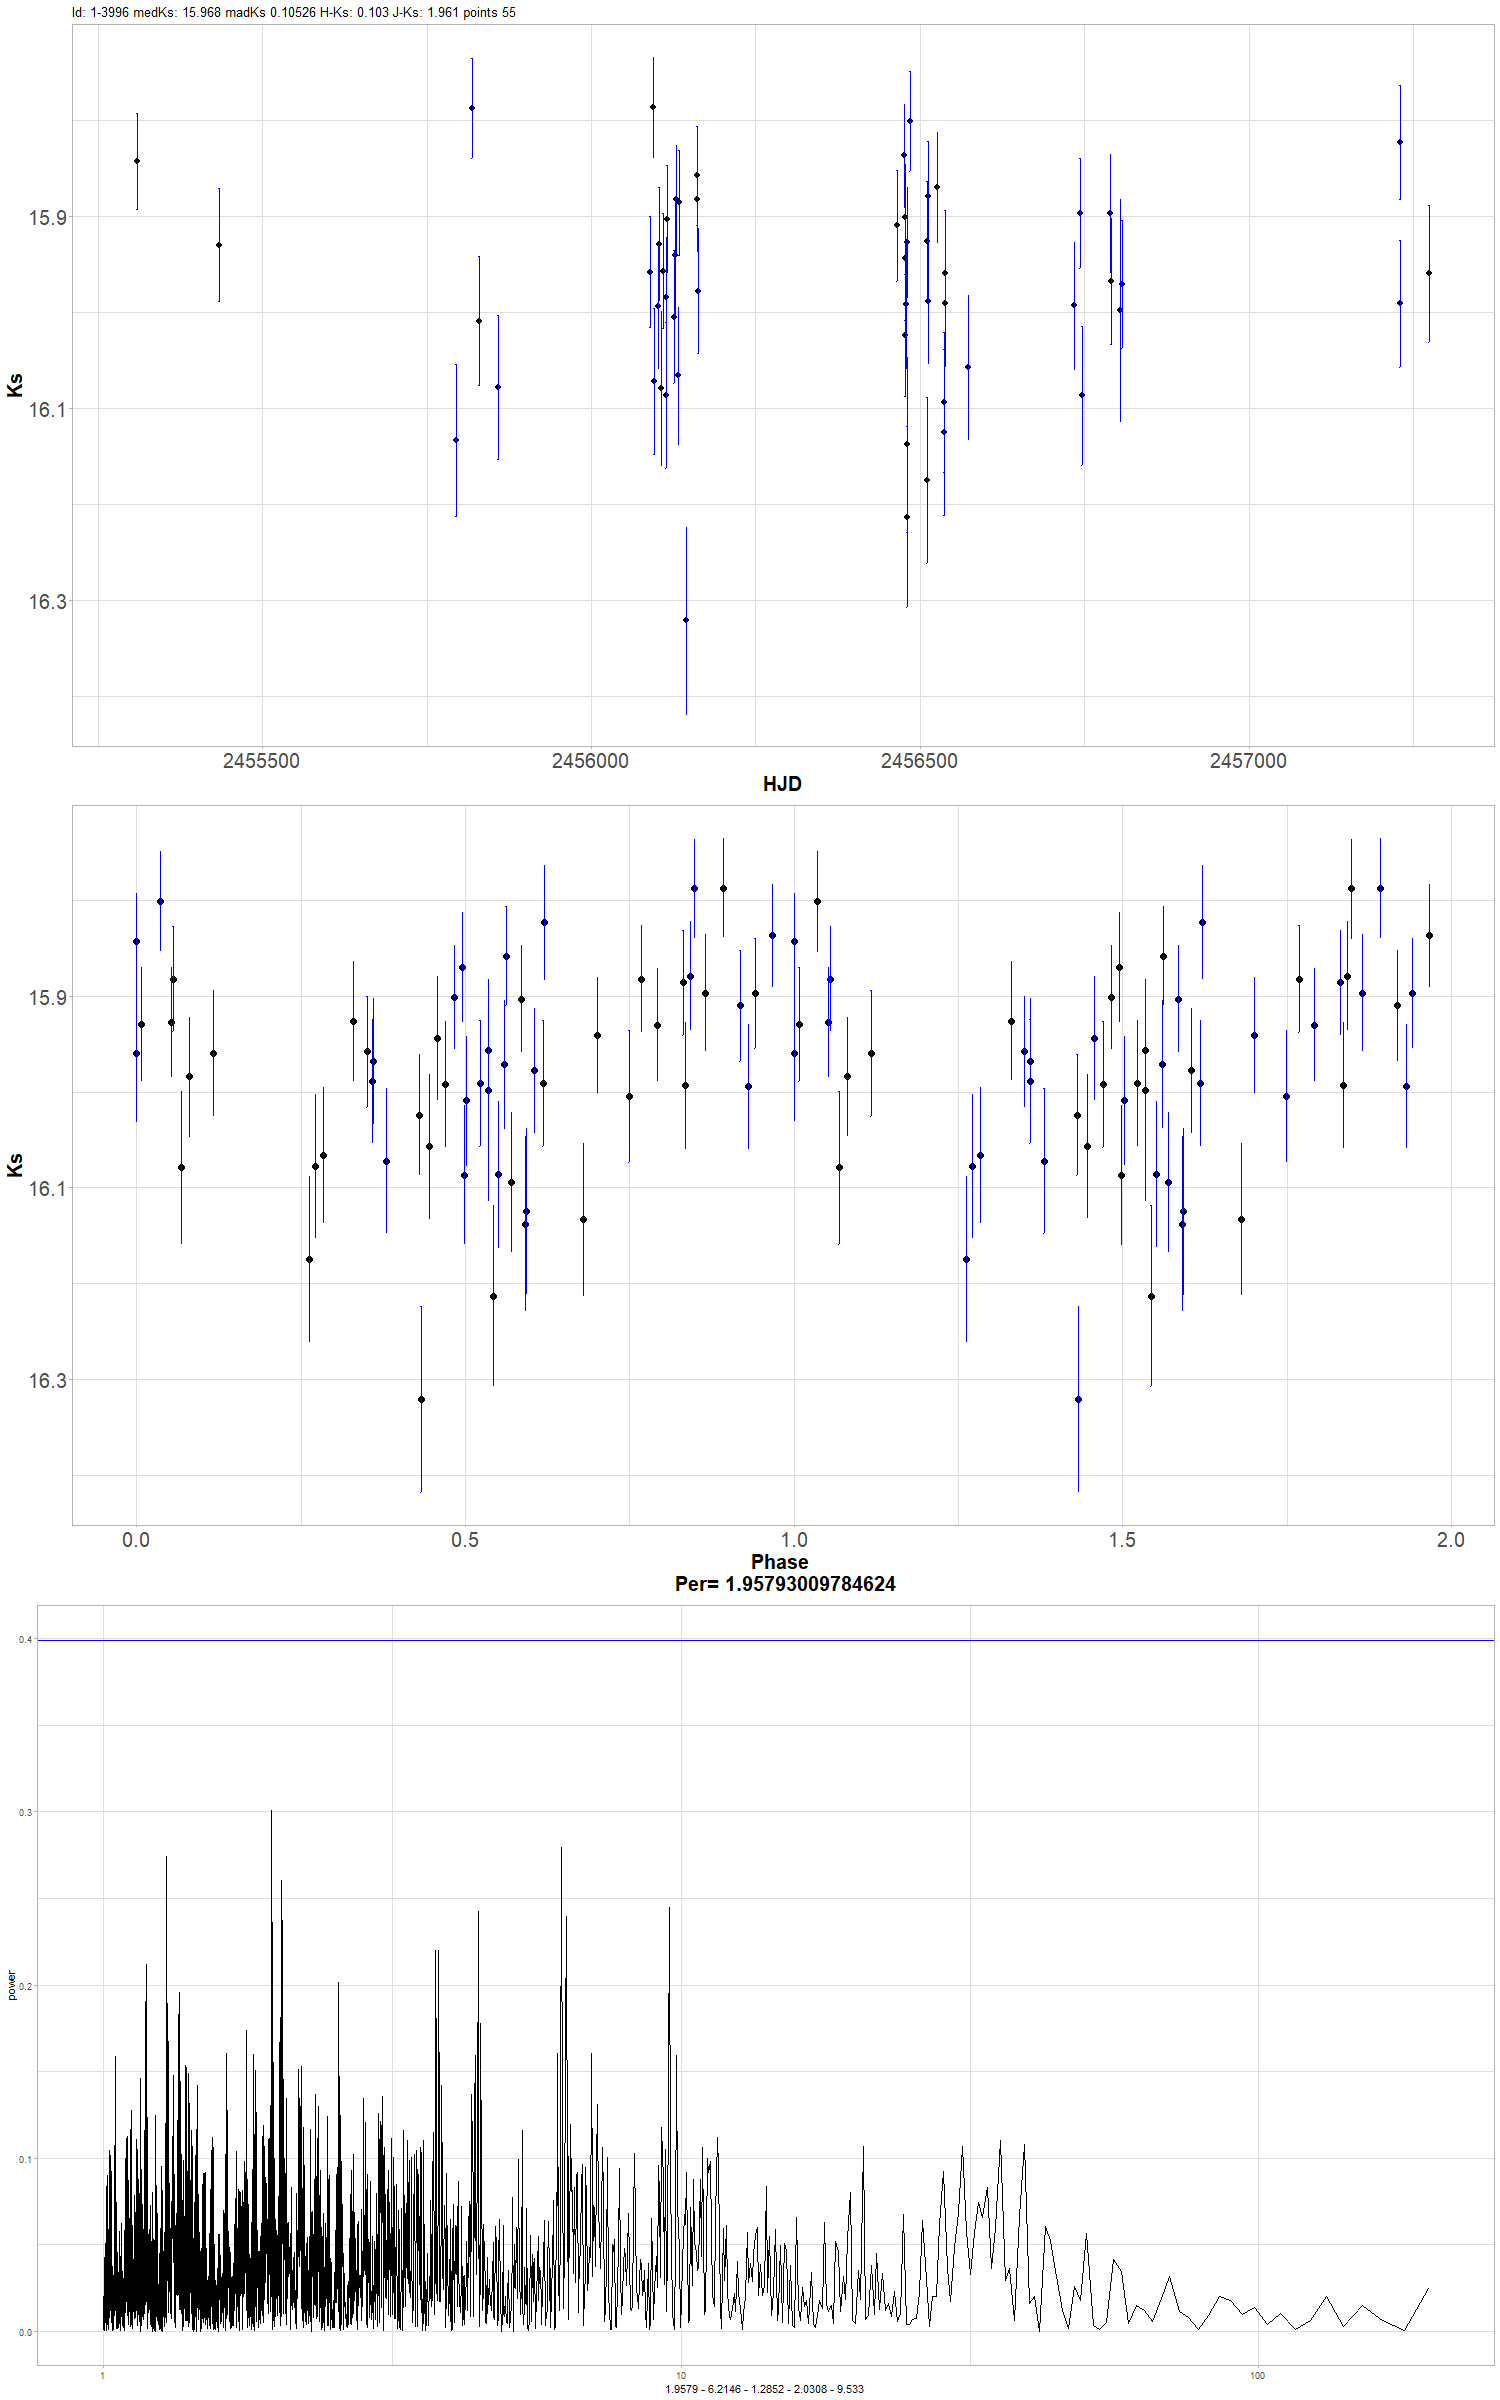 Id: 1-3996 medKs: 15.968 madKs 0.10526 H-Ks: 0.103 J-Ks: 1.961 points 55
15.9
16.1
16.3
Ks
2455500 2456000 2456500 2457000
HJD
15.9
16.1
16.3
Ks
0.0 0.5 1.0 1.5 2.0
Phase
Per= 1.95793009784624
0.4
0.3
0.2
0.1
0.0
power
1 10 100
1.9579 - 6.2146 - 1.2852 - 2.0308 - 9.533